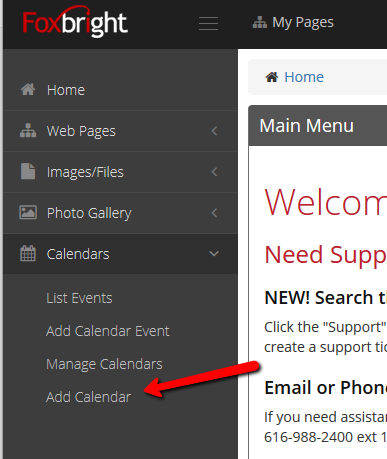 Foxbright
My Pages
Home
Web Pages
Images/Files
Photo Gallery
Calendars
List Events
Add Calendar Event
Manage Calendars
Add Calendar
Home
Main Menu
Welcom
Need Supp
NEW! Search t
Click the "Support"
create a support tic
Email or Phon
If you need assista
616-988-2400 ext 1